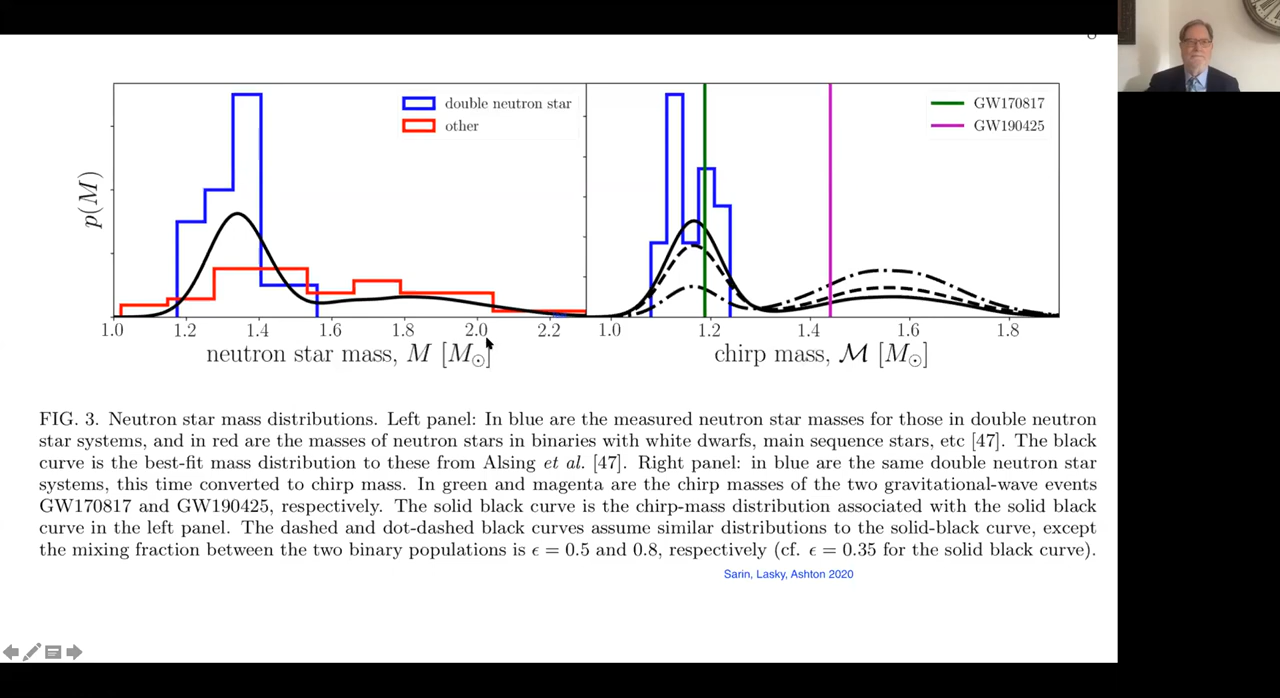 double neutron star
other
p(M)
1.0 1.2 1.4 1.6 1.8 2.0 2.2
neutron star mass, M [M☉]
GW170817
GW190425
1.0 1.2 1.4 1.6 1.8
chirp mass, ℳ [M☉]
FIG. 3. Neutron star mass distributions. Left panel: In blue are the measured neutron star masses for those in double neutron
star systems, and in red are the masses of neutron stars in binaries with white dwarfs, main sequence stars, etc [47]. The black
curve is the best-fit mass distribution to these from Alsing et al. [47]. Right panel: in blue are the same double neutron star
systems, this time converted to chirp mass. In green and magenta are the chirp masses of the two gravitational-wave events
GW170817 and GW190425, respectively. The solid black curve is the chirp-mass distribution associated with the solid black
curve in the left panel. The dashed and dot-dashed black curves assume similar distributions to the solid-black curve, except
the mixing fraction between the two binary populations is ϵ = 0.5 and 0.8, respectively (cf. ϵ = 0.35 for the solid black curve).
Sarin, Lasky, Ashton 2020